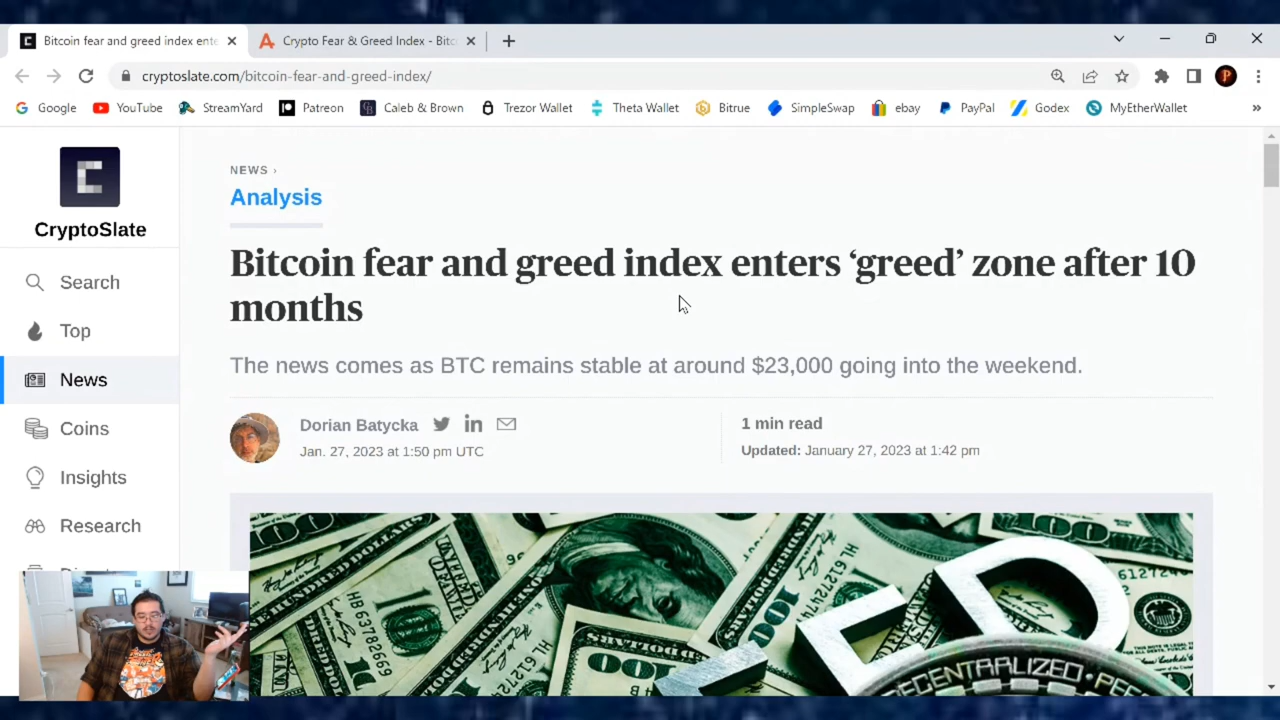 Bitcoin fear and greed index ente
Crypto Fear & Greed Index - Bitc
cryptoslate.com/bitcoin-fear-and-greed-index/
P
Google YouTube StreamYard Patreon Caleb & Brown Trezor Wallet Theta Wallet Bitrue SimpleSwap ebay PayPal Godex MyEtherWallet »
CryptoSlate
Search
Top
News
Coins
Insights
Research
NEWS ›
Analysis
Bitcoin fear and greed index enters ‘greed’ zone after 10
months
The news comes as BTC remains stable at around $23,000 going into the weekend.
Dorian Batycka
Jan. 27, 2023 at 1:50 pm UTC
1 min read
Updated: January 27, 2023 at 1:42 pm
HB63782669
100
DECENTRALIZED